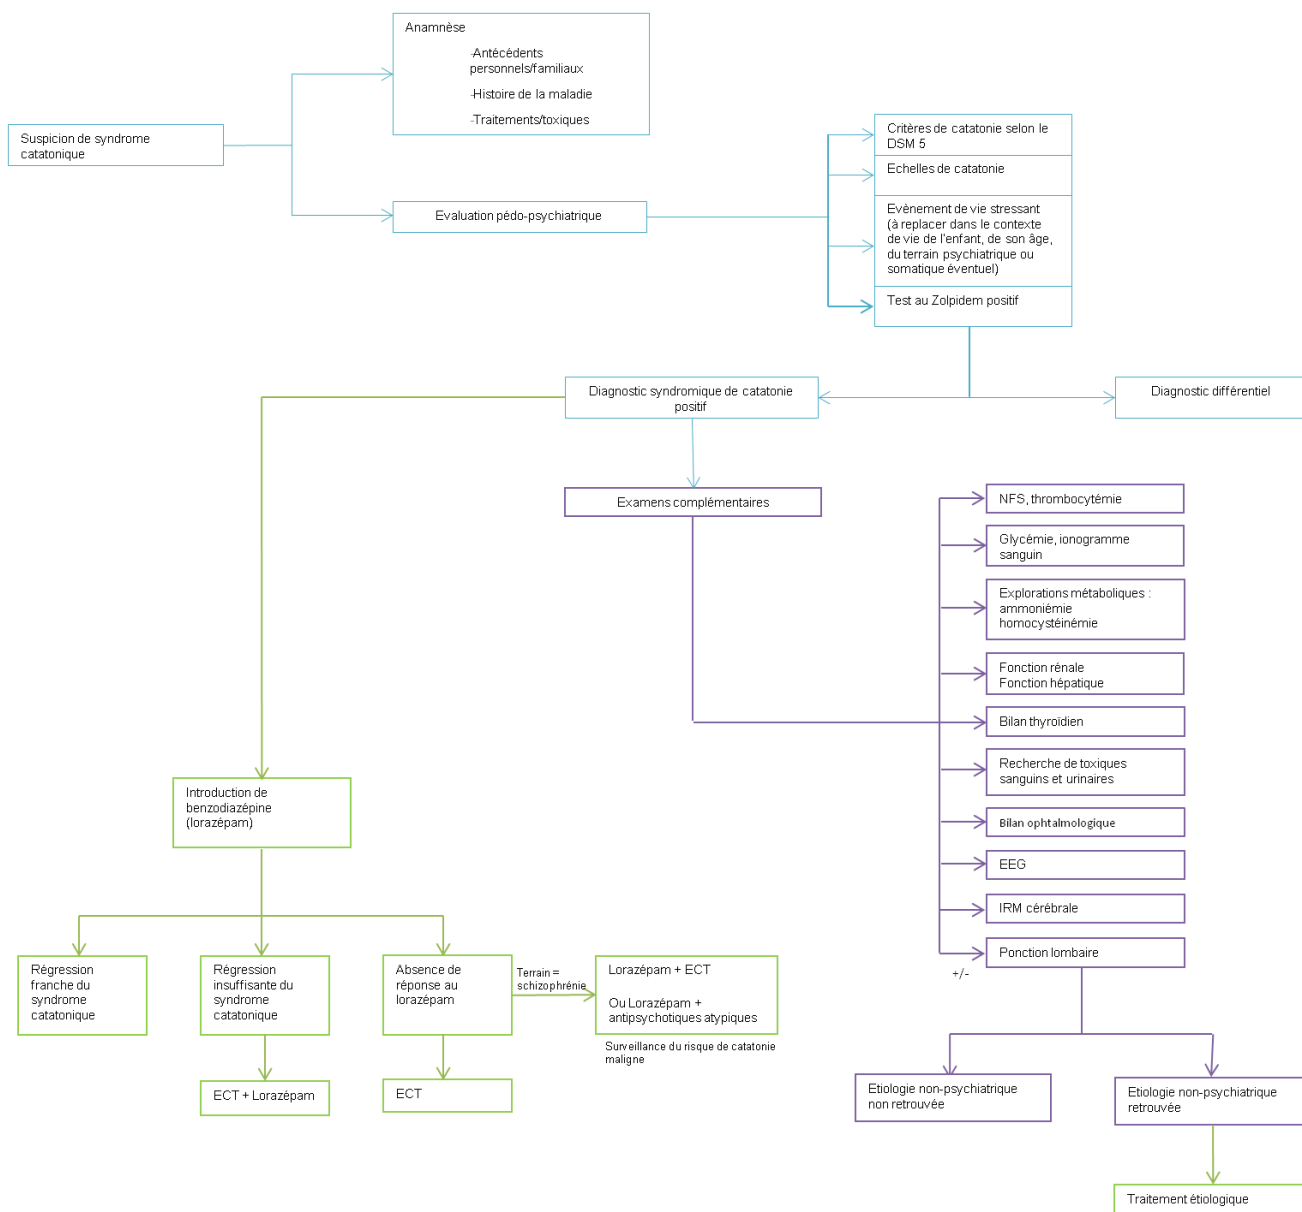 Anamnèse
-Antécédents
personnels/familiaux
-Histoire de la maladie
-Traitements/toxiques
Suspicion de syndrome
catatonique
Evaluation pédo-psychiatrique
Critères de catatonie selon le
DSM 5
Echelles de catatonie
Evènement de vie stressant
(à replacer dans le contexte
de vie de l'enfant, de son âge,
du terrain psychiatrique ou
somatique éventuel)
Test au Zolpidem positif
Diagnostic syndromique de catatonie
positif
Diagnostic différentiel
Examens complémentaires
NFS, thrombocytémie
Glycémie, ionogramme
sanguin
Explorations métaboliques :
ammoniémie
homocystéinémie
Fonction rénale
Fonction hépatique
Bilan thyroïdien
Recherche de toxiques
sanguins et urinaires
Bilan ophtalmologique
EEG
IRM cérébrale
Ponction lombaire
+/-
Introduction de
benzodiazépine
(lorazépam)
Régression
franche du
syndrome
catatonique
Régression
insuffisante du
syndrome
catatonique
Absence de
réponse au
lorazépam
Terrain =
schizophrénie
Lorazépam + ECT
Ou Lorazépam +
antipsychotiques atypiques
Surveillance du risque de catatonie
maligne
ECT + Lorazépam
ECT
Etiologie non-psychiatrique
non retrouvée
Etiologie non-psychiatrique
retrouvée
Traitement étiologique